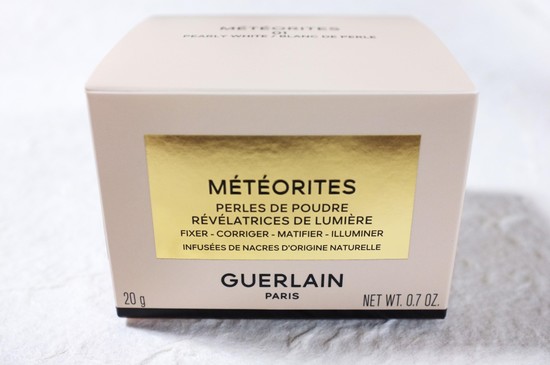 MÉTÉORITES
01
PEARLY WHITE / BLANC DE PERLE
MÉTÉORITES
PERLES DE POUDRE
RÉVÉLATRICES DE LUMIÈRE
FIXER - CORRIGER - MATIFIER - ILLUMINER
INFUSÉES DE NACRES D'ORIGINE NATURELLE
GUERLAIN
PARIS
20 g
NET WT. 0.7 OZ.